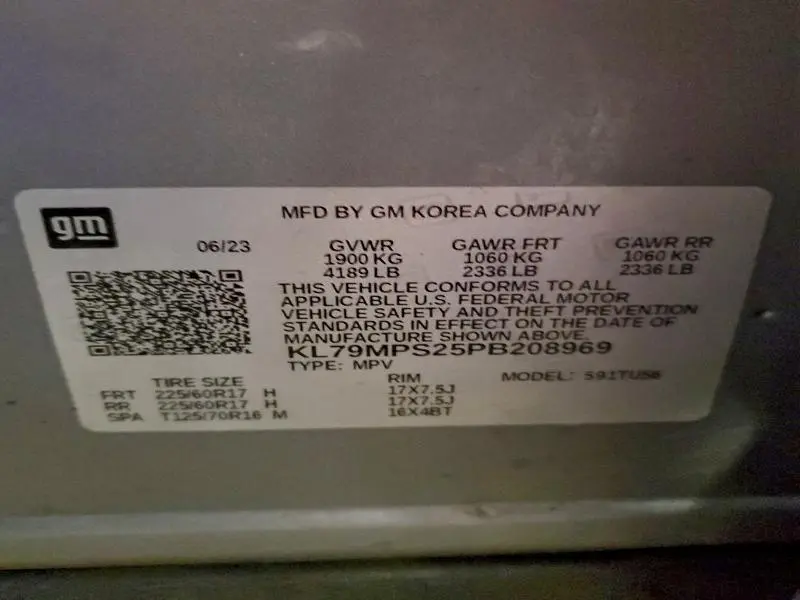 gm
MFD BY GM KOREA COMPANY
06/23
GVWR GAWR FRT GAWR RR
1900 KG 1060 KG 1060 KG
4189 LB 2336 LB 2336 LB
THIS VEHICLE CONFORMS TO ALL
APPLICABLE U.S. FEDERAL MOTOR
VEHICLE SAFETY AND THEFT PREVENTION
STANDARDS IN EFFECT ON THE DATE OF
MANUFACTURE SHOWN ABOVE.
KL79MPS25PB208969
TYPE: MPV MODEL:
TIRE SIZE RIM
FRT 225/60R17 H 17X7.5J
RR 225/60R17 H 17X7.5J
SPA T125/70R16 M 16X4BT